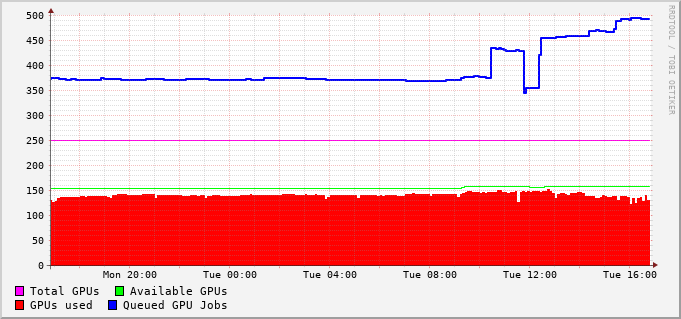 500
450
400
350
300
250
200
150
100
50
0
Mon 20:00 Tue 00:00 Tue 04:00 Tue 08:00 Tue 12:00 Tue 16:00
Total GPUs Available GPUs
GPUs used Queued GPU Jobs
RRDTOOL / TOBI OETIKER